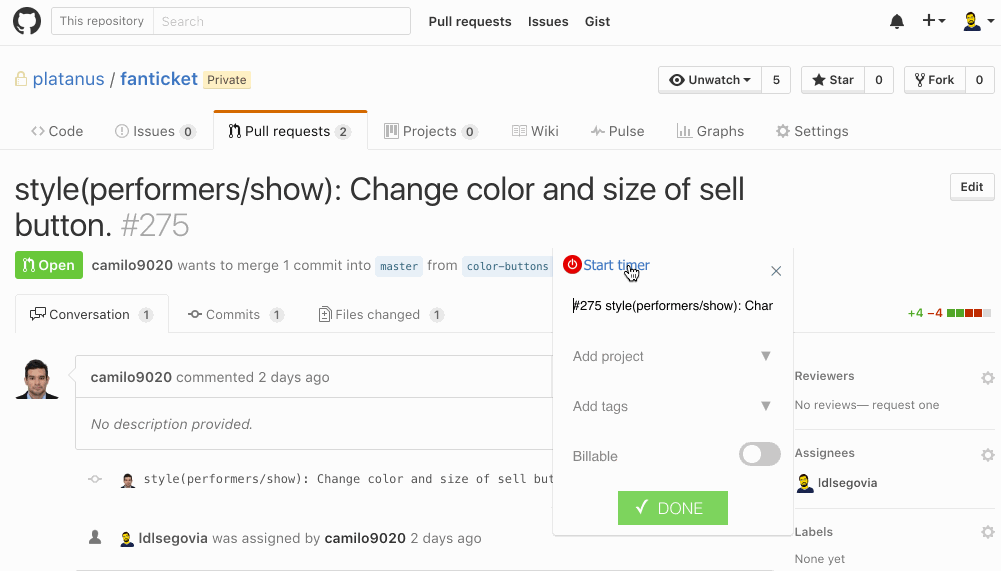 This repository Search Pull requests Issues Gist
platanus / fanticket Private Unwatch 5 Star 0 Fork 0
Code Issues 0 Pull requests 2 Projects 0 Wiki Pulse Graphs Settings
style(performers/show): Change color and size of sell
button. #275
Edit
Open camilo9020 wants to merge 1 commit into master from color-buttons
Start timer
#275 style(performers/show): Char
Add project
Add tags
Billable
DONE
Conversation 1 Commits 1 Files changed 1
+4 −4
camilo9020 commented 2 days ago
No description provided.
style(performers/show): Change color and size of sell but
ldlsegovia was assigned by camilo9020 2 days ago
Reviewers
No reviews— request one
Assignees
ldlsegovia
Labels
None yet